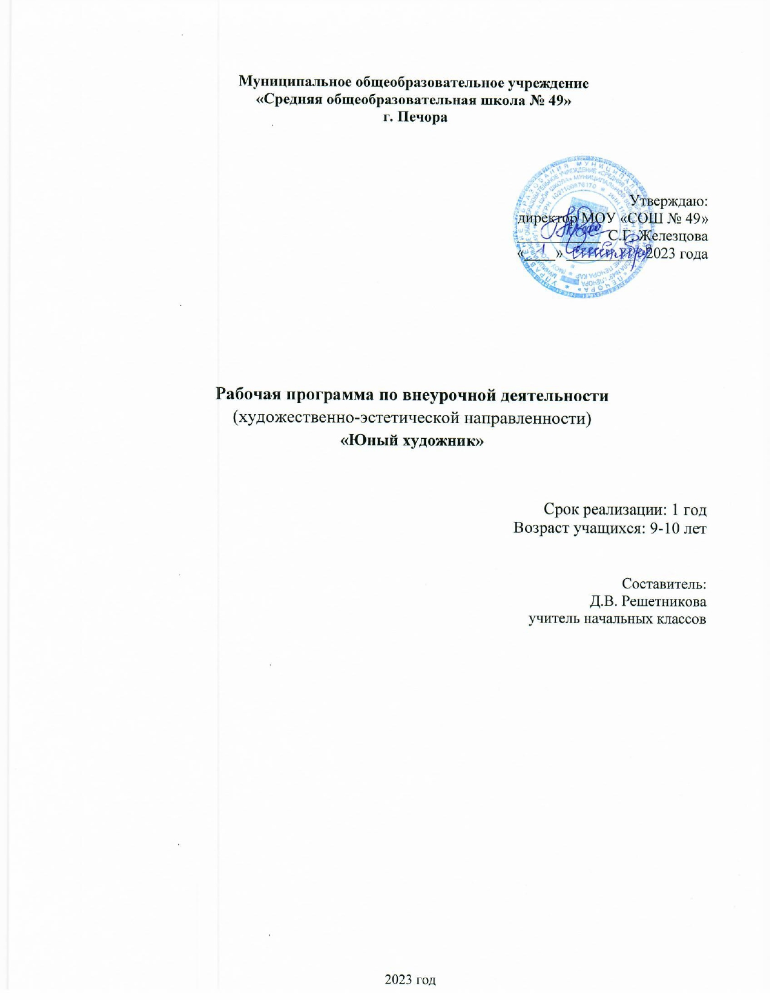 Муниципальное общеобразовательное учреждение
«Средняя общеобразовательная школа № 49»
г. Печора
Утверждаю:
директор МОУ «СОШ № 49»
___________ С.Г. Железцова
« 1 » __________ 2023 года
Рабочая программа по внеурочной деятельности
(художественно-эстетической направленности)
«Юный художник»
Срок реализации: 1 год
Возраст учащихся: 9-10 лет
Составитель:
Д.В. Решетникова
учитель начальных классов
2023 год